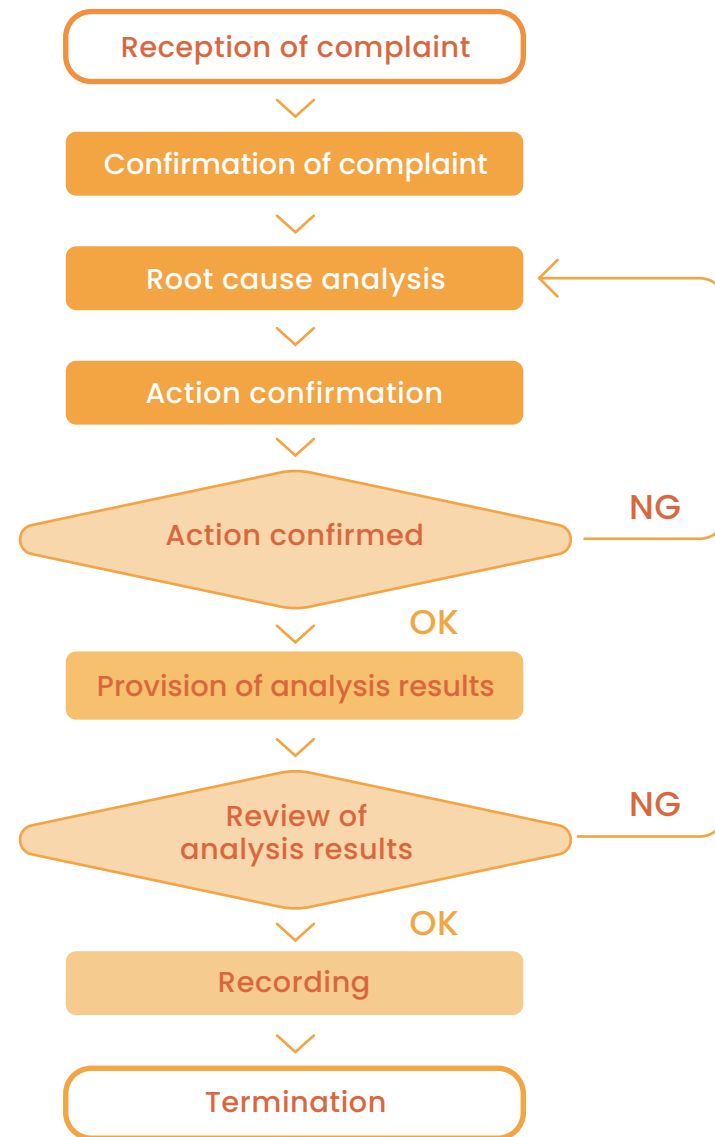 Reception of complaint
Confirmation of complaint
Root cause analysis
Action confirmation
Action confirmed
NG
OK
Provision of analysis results
Review of
analysis results
NG
OK
Recording
Termination